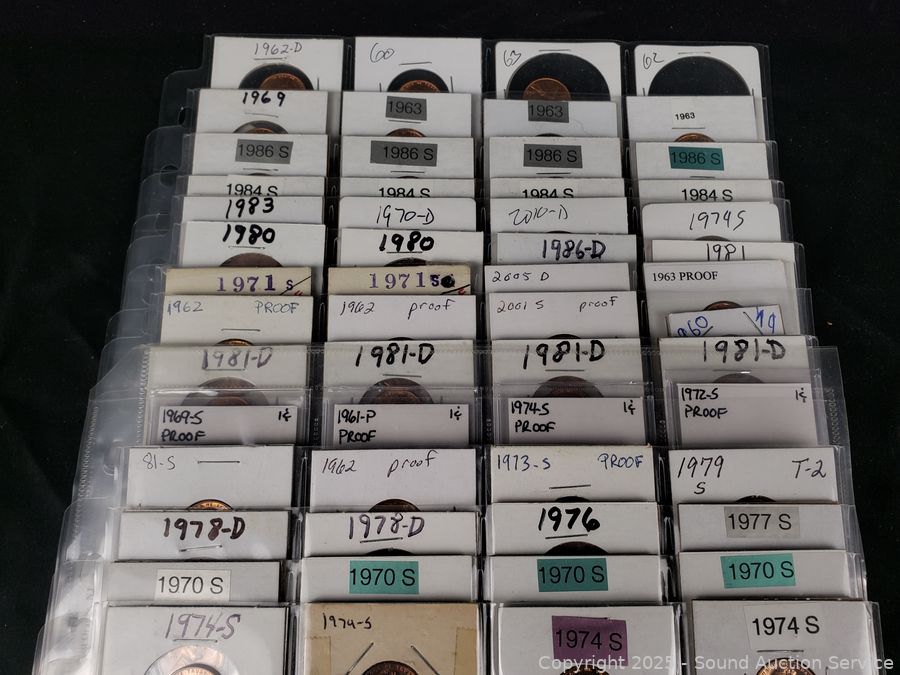 1962-D 60 63 62
1969 1963 1963 1963
1986 S 1986 S 1986 S 1986 S
1984 S 1984 S 1984 S 1984 S
1983 1970-D 2010-D 1974S
1980 1980 1986-D 1981
1971 S 1971 S 2005 D 1963 PROOF
1962 PROOF 1962 proof 2001 S proof 960
1981-D 1981-D 1981-D 1981-D
1969-S 1¢ 1961-P 1¢ 1974-S 1¢ 1972-S 1¢
PROOF PROOF PROOF PROOF
81-S 1962 proof 1973-S PROOF 1979 T-2
S
1978-D 1978-D 1976 1977 S
1970 S 1970 S 1970 S 1970 S
1974-S 1974-S 1974 S 1974 S
Copyright 2025 - Sound Auction Service